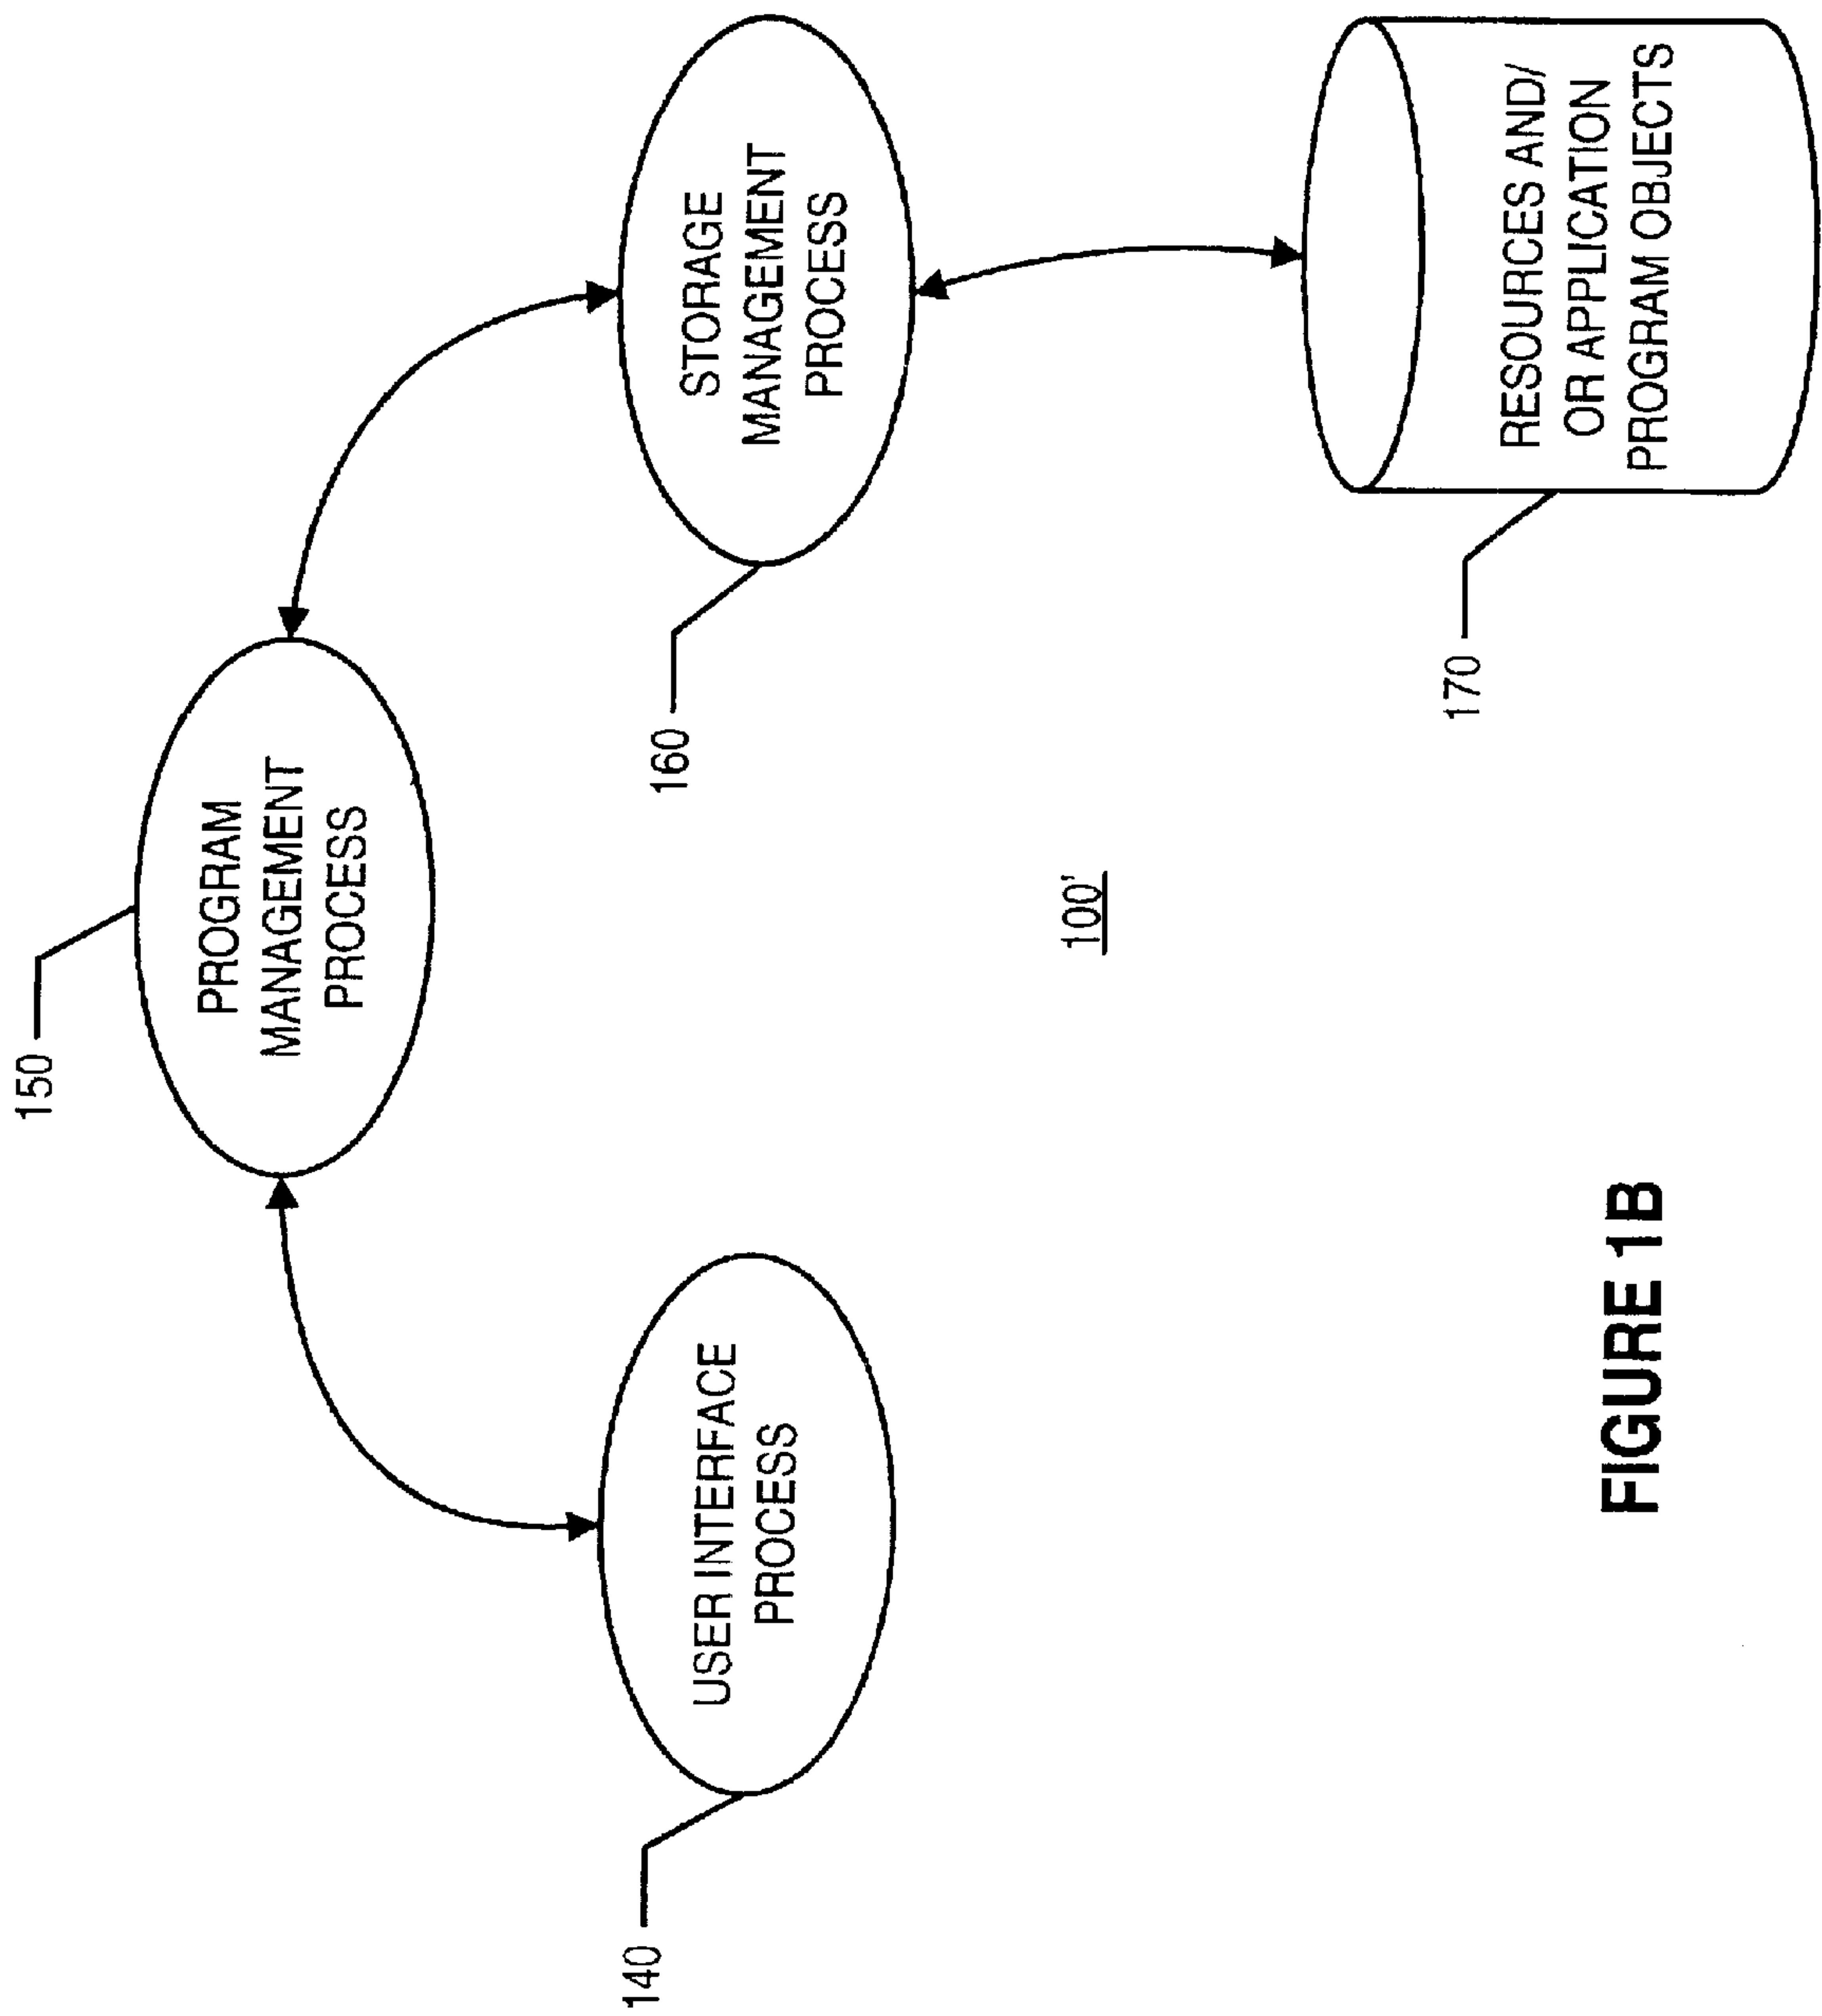 150
PROGRAM
MANAGEMENT
PROCESS
140
USER INTERFACE
PROCESS
160
STORAGE
MANAGEMENT
PROCESS
100'
170
RESOURCES AND/
OR APPLICATION
PROGRAM OBJECTS
FIGURE 1B